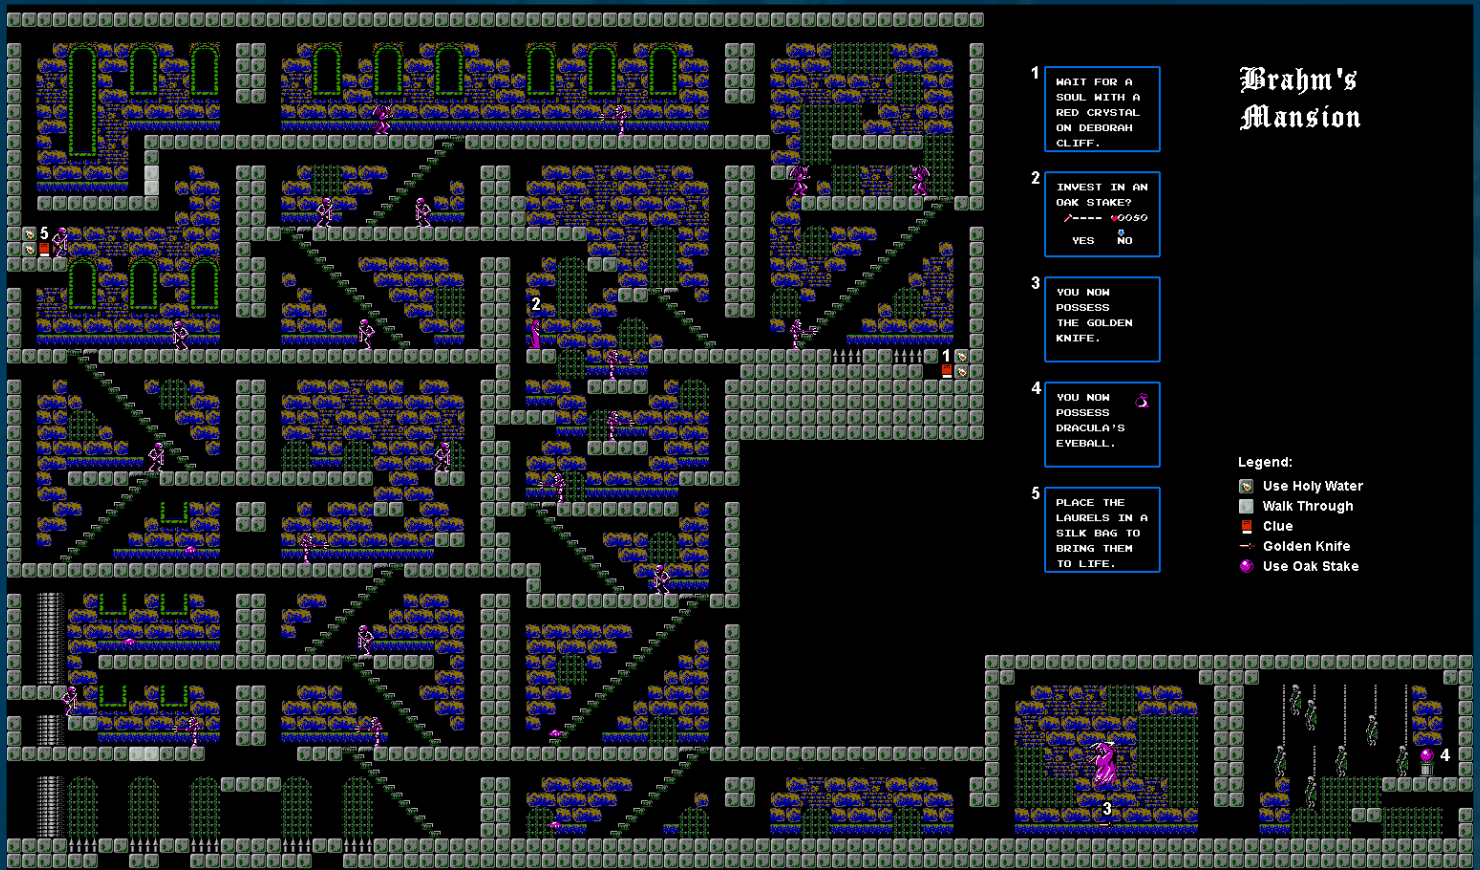 Brahm's
Mansion
1
WAIT FOR A
SOUL WITH A
RED CRYSTAL
ON DEBORAH
CLIFF.
2
INVEST IN AN
OAK STAKE?
---- 0050
YES NO
3
YOU NOW
POSSESS
THE GOLDEN
KNIFE.
4
YOU NOW
POSSESS
DRACULA'S
EYEBALL.
5
PLACE THE
LAURELS IN A
SILK BAG TO
BRING THEM
TO LIFE.
Legend:
Use Holy Water
Walk Through
Clue
Golden Knife
Use Oak Stake
5
2
1
3
4